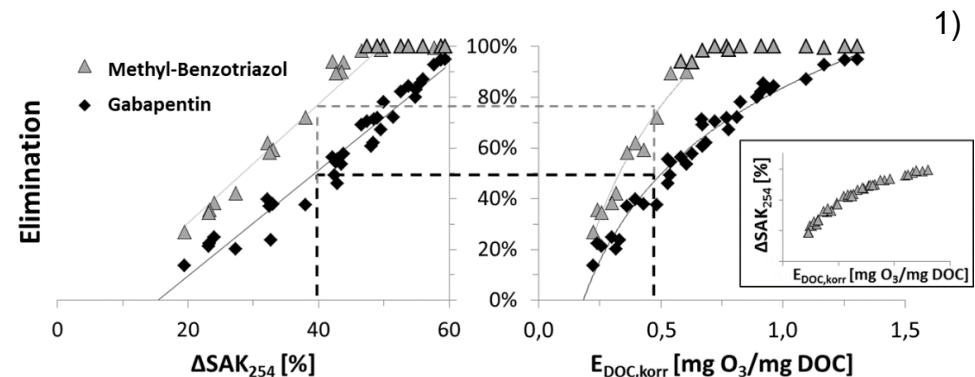 1)
Methyl-Benzotriazol
Gabapentin
Elimination
100%
80%
60%
40%
20%
0%
0
20
40
60
ΔSAK254 [%]
0,0
0,5
1,0
1,5
EDOC,korr [mg O3/mg DOC]
ΔSAK254 [%]
EDOC,korr [mg O3/mg DOC]